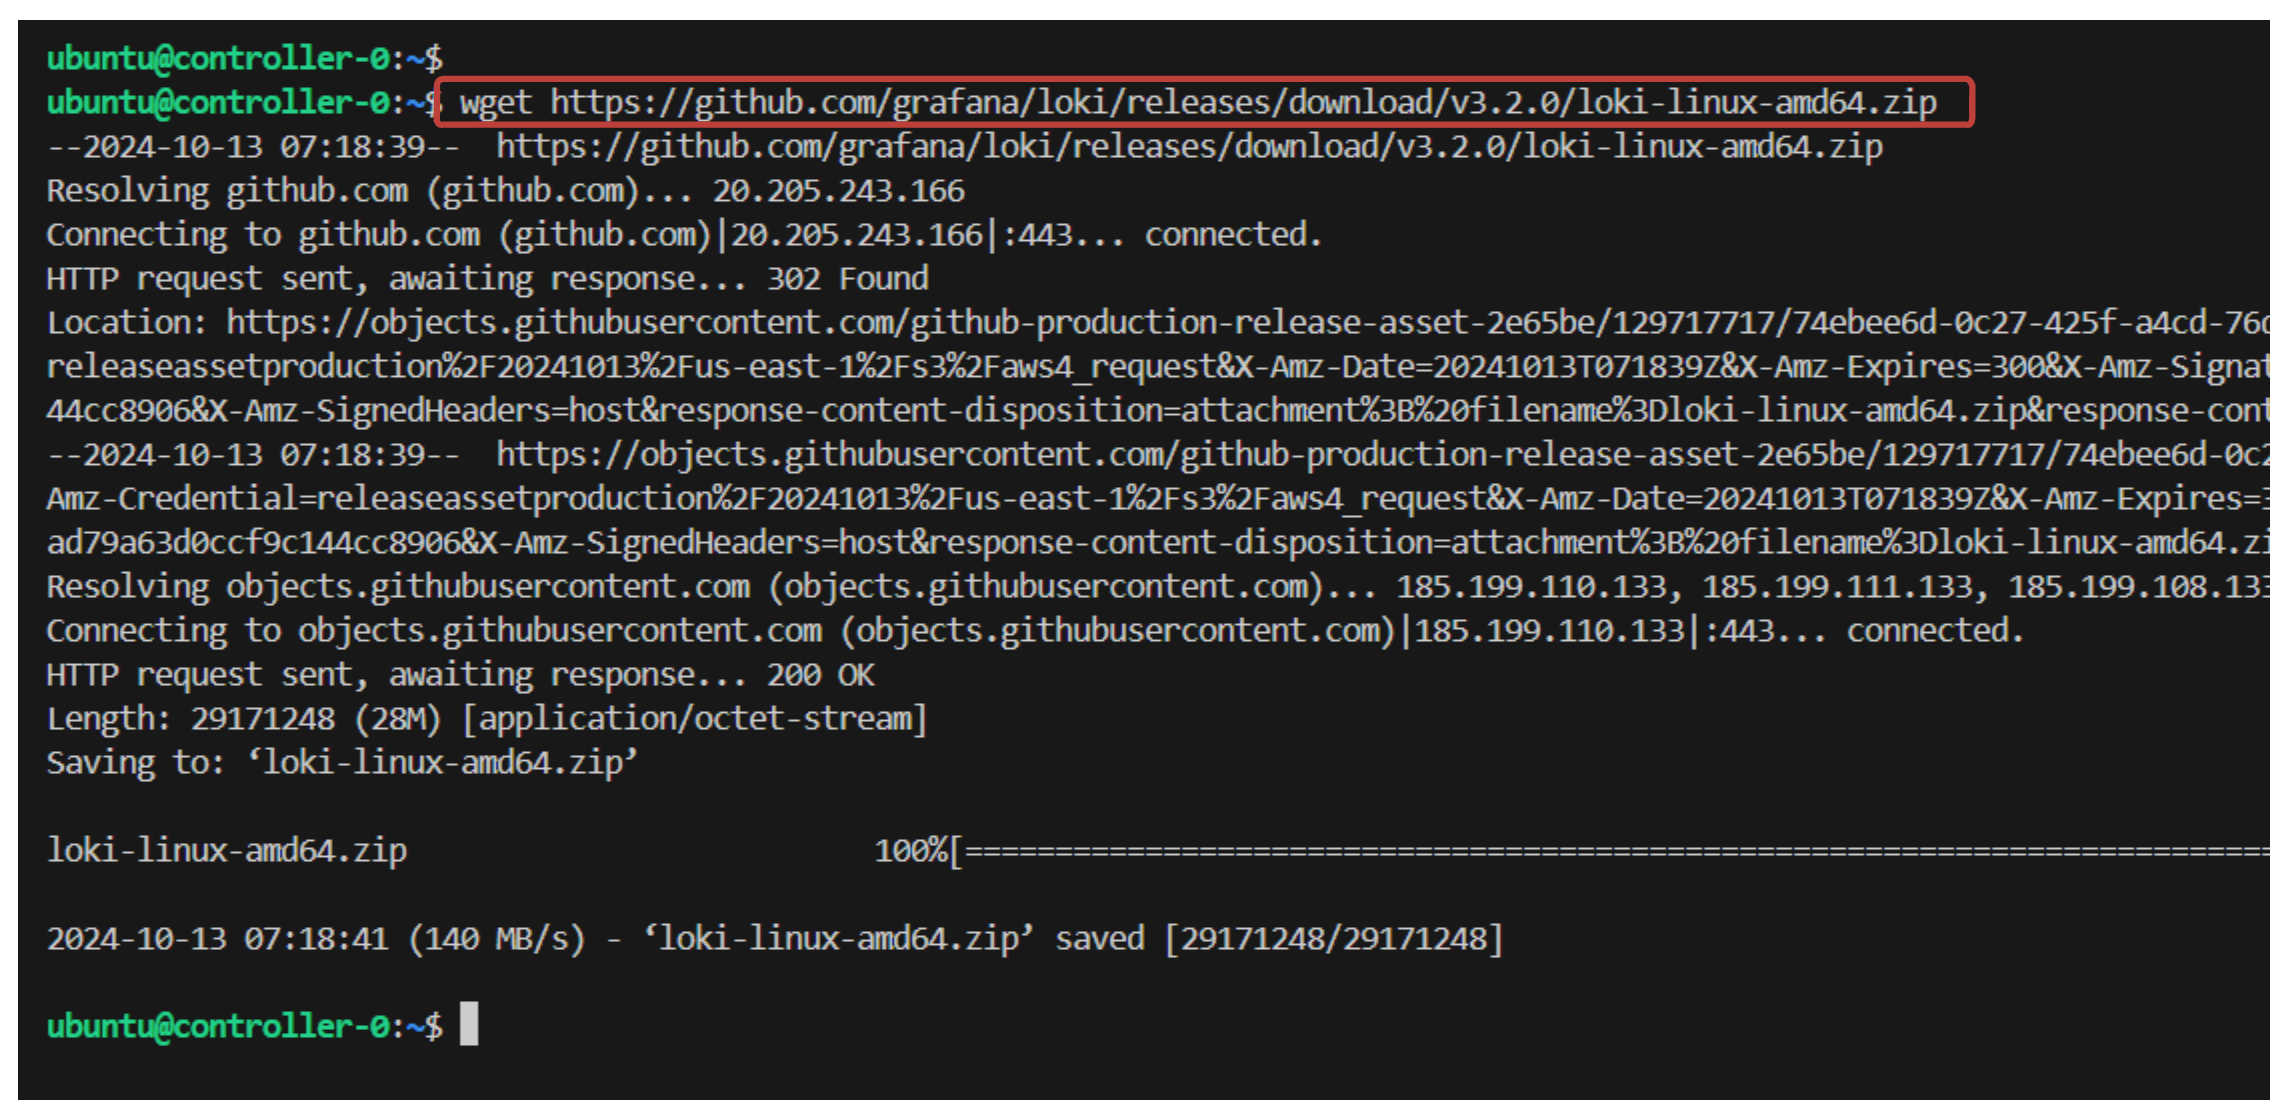 ubuntu@controller-0:~$
ubuntu@controller-0:~$ wget https://github.com/grafana/loki/releases/download/v3.2.0/loki-linux-amd64.zip
--2024-10-13 07:18:39--  https://github.com/grafana/loki/releases/download/v3.2.0/loki-linux-amd64.zip
Resolving github.com (github.com)... 20.205.243.166
Connecting to github.com (github.com)|20.205.243.166|:443... connected.
HTTP request sent, awaiting response... 302 Found
Location: https://objects.githubusercontent.com/github-production-release-asset-2e65be/129717717/74ebee6d-0c27-425f-a4cd-76
releaseassetproduction%2F20241013%2Fus-east-1%2Fs3%2Faws4_request&X-Amz-Date=20241013T071839Z&X-Amz-Expires=300&X-Amz-Signat
44cc8906&X-Amz-SignedHeaders=host&response-content-disposition=attachment%3B%20filename%3Dloki-linux-amd64.zip&response-cont
--2024-10-13 07:18:39--  https://objects.githubusercontent.com/github-production-release-asset-2e65be/129717717/74ebee6d-0c2
Amz-Credential=releaseassetproduction%2F20241013%2Fus-east-1%2Fs3%2Faws4_request&X-Amz-Date=20241013T071839Z&X-Amz-Expires=3
ad79a63d0ccf9c144cc8906&X-Amz-SignedHeaders=host&response-content-disposition=attachment%3B%20filename%3Dloki-linux-amd64.zi
Resolving objects.githubusercontent.com (objects.githubusercontent.com)... 185.199.110.133, 185.199.111.133, 185.199.108.133
Connecting to objects.githubusercontent.com (objects.githubusercontent.com)|185.199.110.133|:443... connected.
HTTP request sent, awaiting response... 200 OK
Length: 29171248 (28M) [application/octet-stream]
Saving to: ‘loki-linux-amd64.zip’
loki-linux-amd64.zip 100%[=========================================================================
2024-10-13 07:18:41 (140 MB/s) - ‘loki-linux-amd64.zip’ saved [29171248/29171248]
ubuntu@controller-0:~$